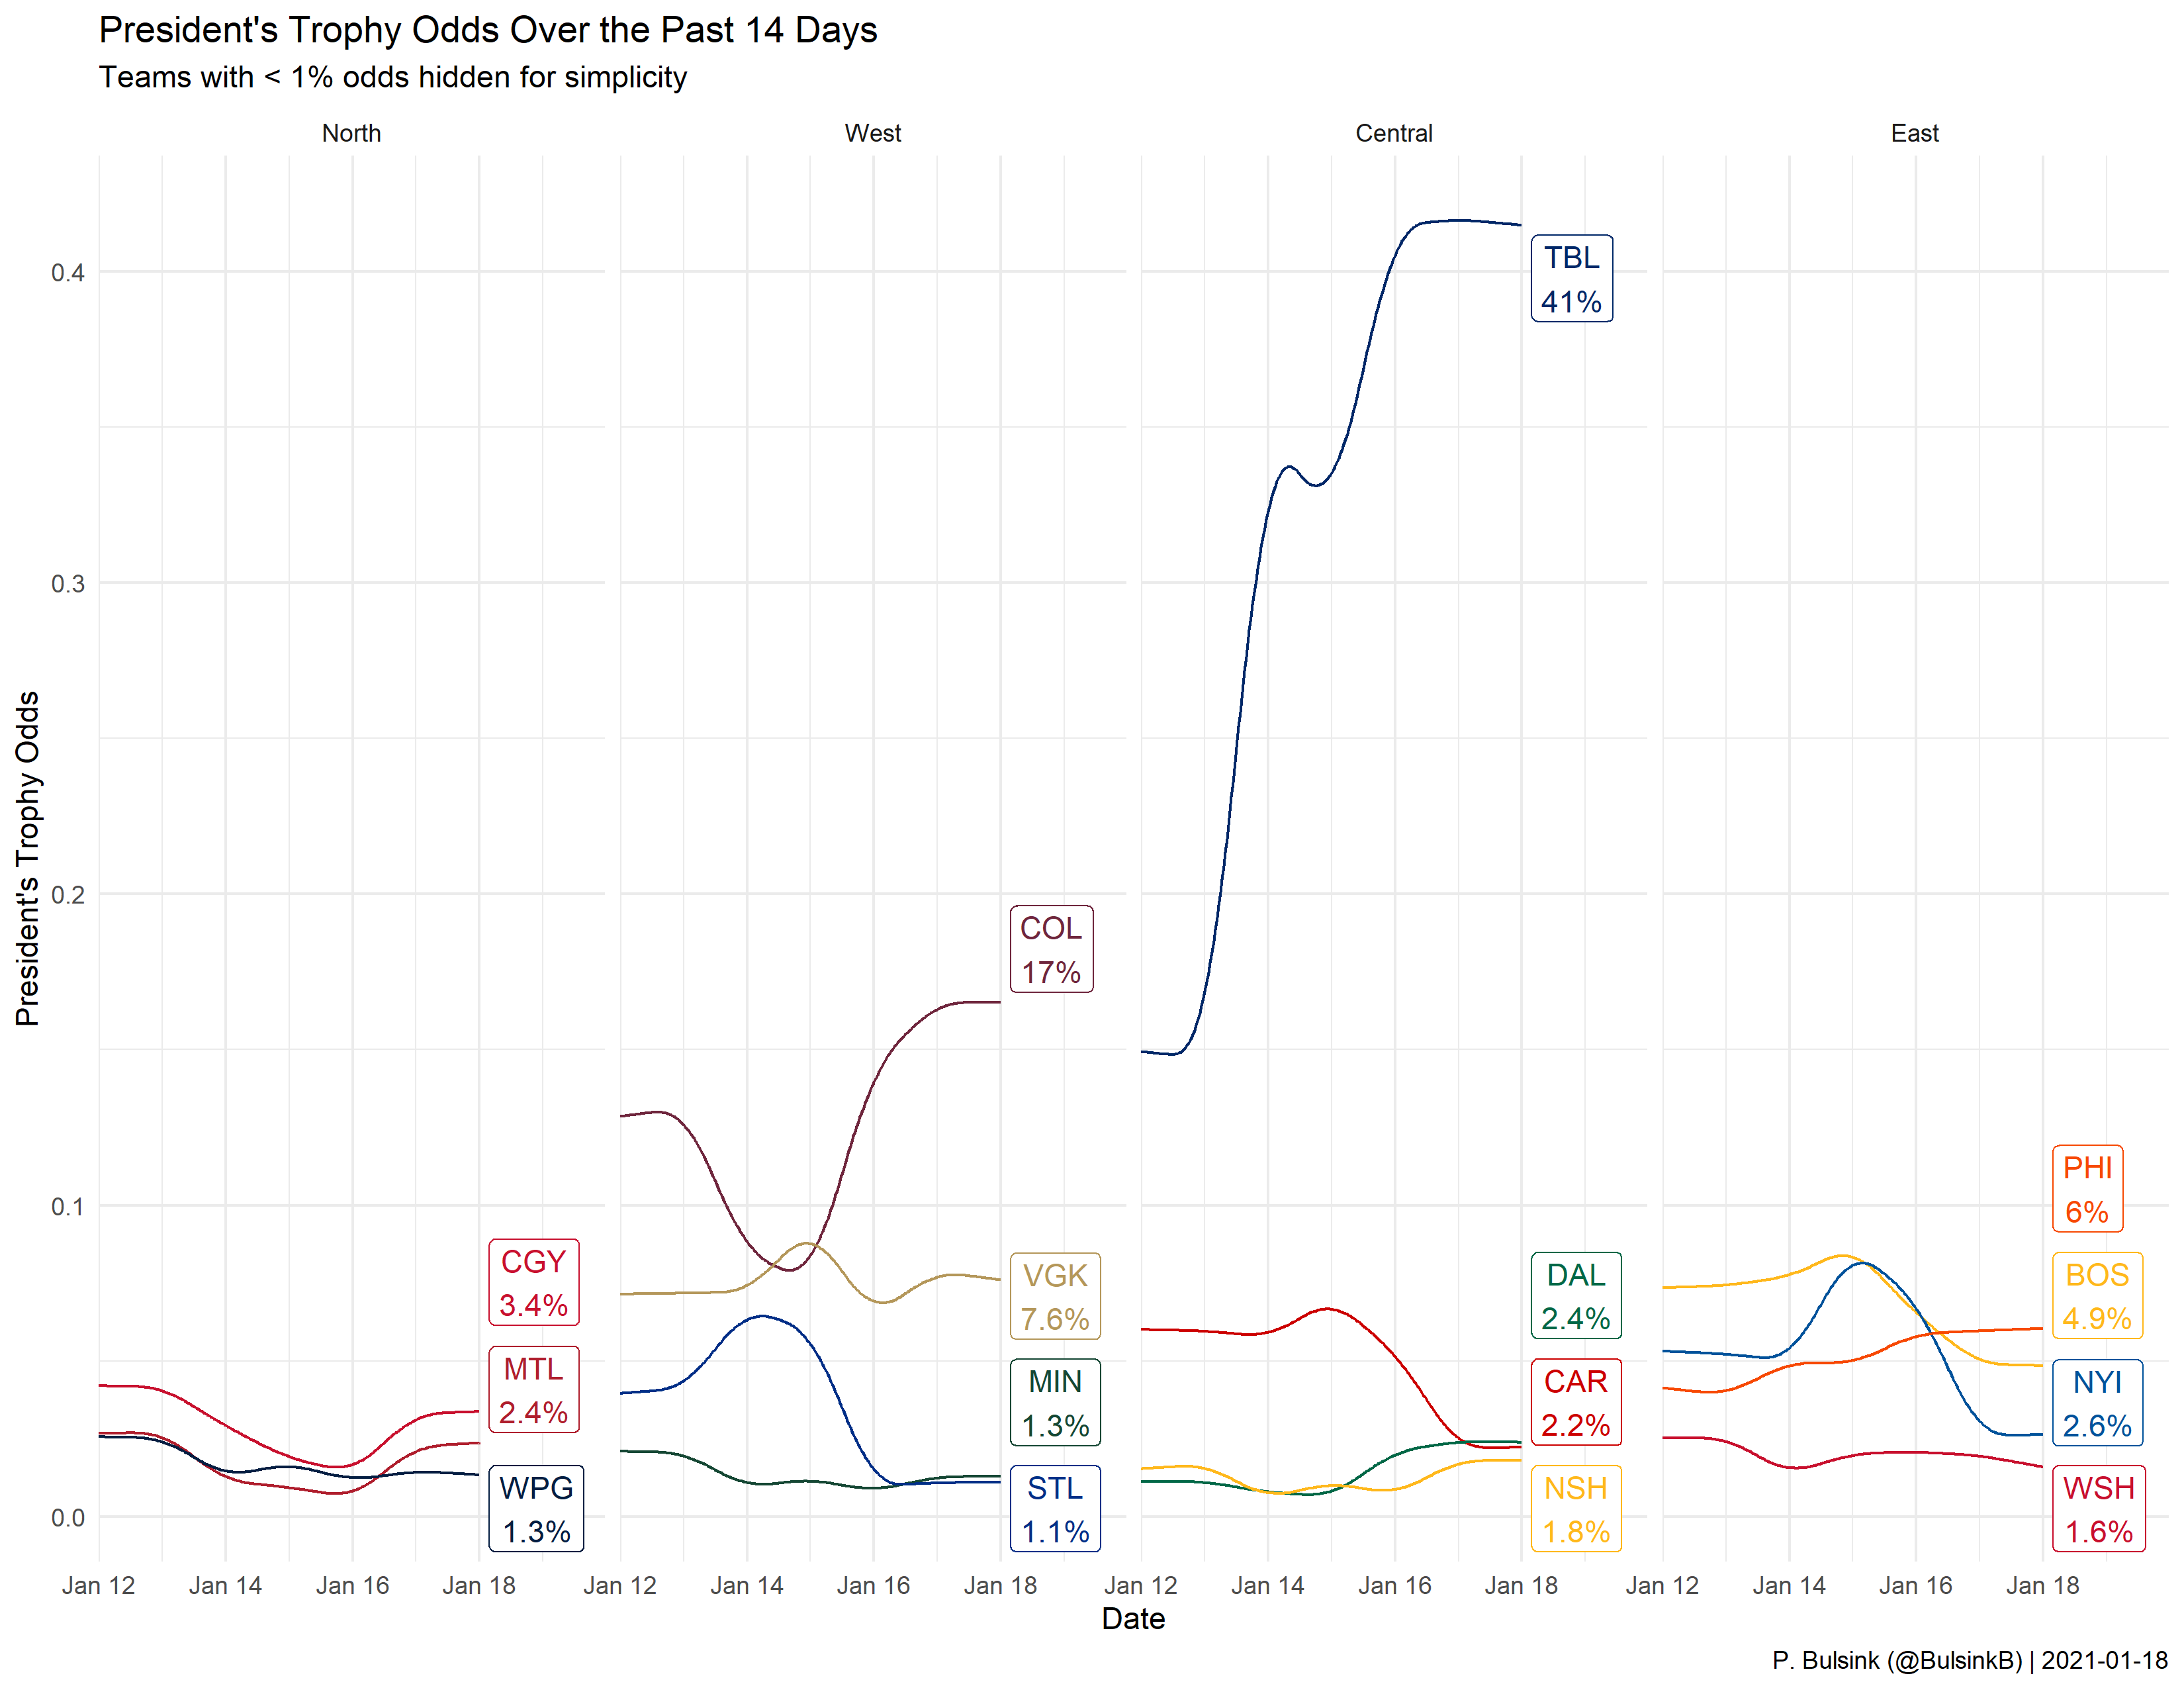 President's Trophy Odds Over the Past 14 Days
Teams with < 1% odds hidden for simplicity
North
West
Central
East
President's Trophy Odds
0.4
0.3
0.2
0.1
0.0
CGY
3.4%
MTL
2.4%
WPG
1.3%
COL
17%
VGK
7.6%
MIN
1.3%
STL
1.1%
TBL
41%
DAL
2.4%
CAR
2.2%
NSH
1.8%
PHI
6%
BOS
4.9%
NYI
2.6%
WSH
1.6%
Jan 12 Jan 14 Jan 16 Jan 18
Jan 12 Jan 14 Jan 16 Jan 18
Jan 12 Jan 14 Jan 16 Jan 18
Jan 12 Jan 14 Jan 16 Jan 18
Date
P. Bulsink (@BulsinkB) | 2021-01-18